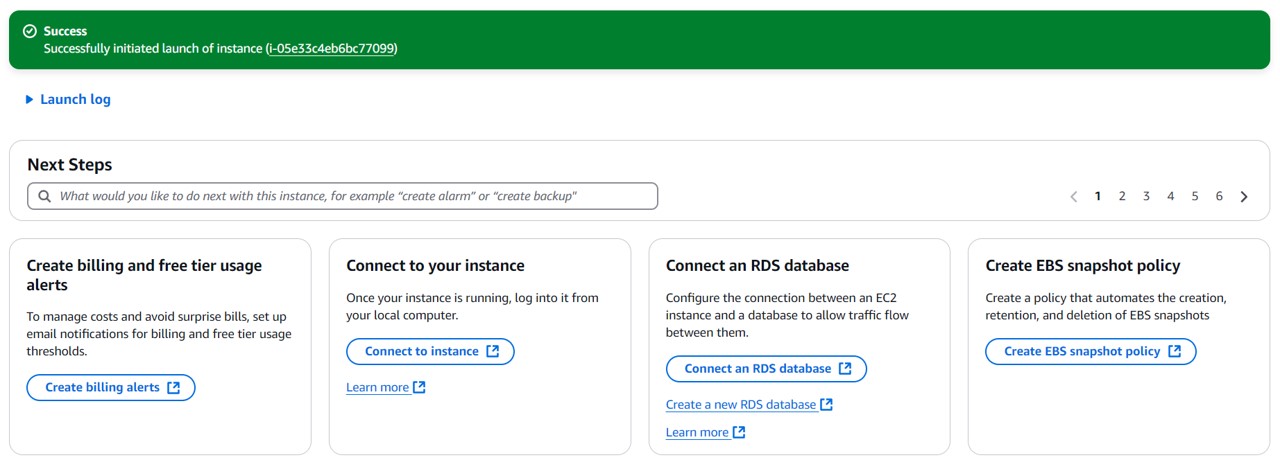 Success
Successfully initiated launch of instance (i-05e33c4eb6bc77099)
Launch log
Next Steps
What would you like to do next with this instance, for example “create alarm” or “create backup”
1 2 3 4 5 6
Create billing and free tier usage
alerts
To manage costs and avoid surprise bills, set up
email notifications for billing and free tier usage
thresholds.
Create billing alerts
Connect to your instance
Once your instance is running, log into it from
your local computer.
Connect to instance
Learn more
Connect an RDS database
Configure the connection between an EC2
instance and a database to allow traffic flow
between them.
Connect an RDS database
Create a new RDS database
Learn more
Create EBS snapshot policy
Create a policy that automates the creation,
retention, and deletion of EBS snapshots
Create EBS snapshot policy